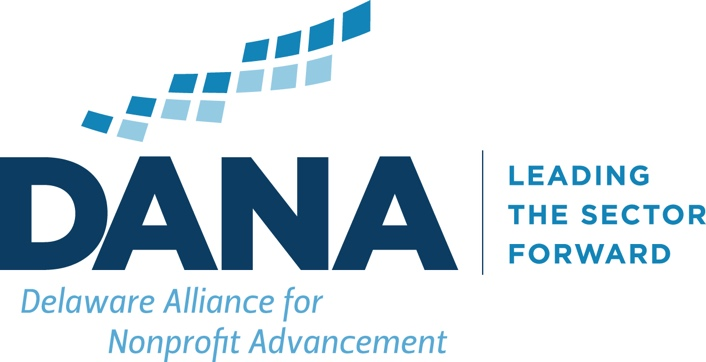 DANA
LEADING
THE SECTOR
FORWARD
Delaware Alliance for
Nonprofit Advancement